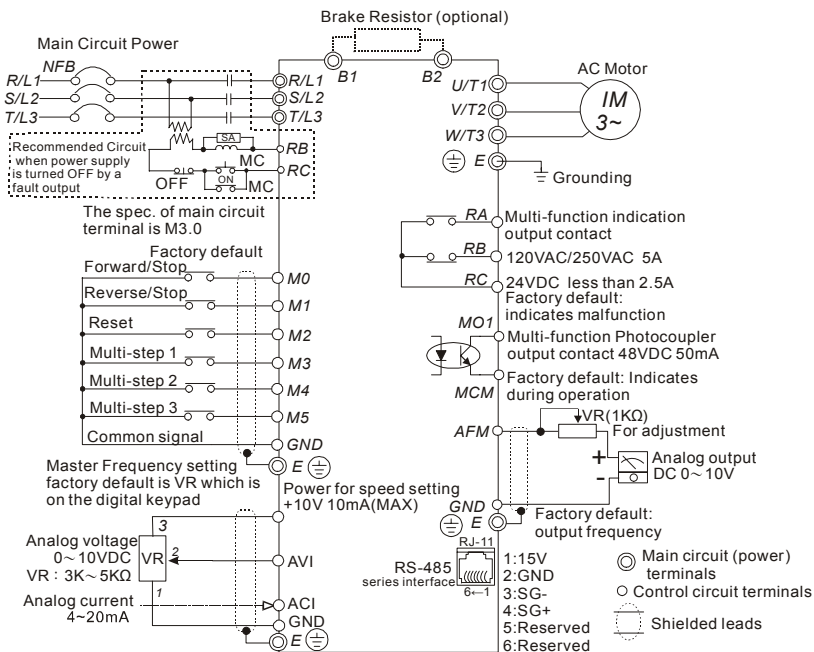 Brake Resistor (optional)
Main Circuit Power
NFB
R/L1
S/L2
T/L3
R/L1
S/L2
T/L3
B1
B2
U/T1
V/T2
W/T3
E
AC Motor
IM
3~
Grounding
Recommended Circuit
when power supply
is turned OFF by a
fault output
SA
OFF
ON
MC
MC
RB
RC
The spec. of main circuit
terminal is M3.0
Factory default
Forward/Stop
M0
Reverse/Stop
M1
Reset
M2
Multi-step 1
M3
Multi-step 2
M4
Multi-step 3
M5
Common signal
GND
E
RA
Multi-function indication
output contact
RB
120VAC/250VAC 5A
RC
24VDC less than 2.5A
Factory default:
indicates malfunction
MO1
Multi-function Photocoupler
output contact 48VDC 50mA
MCM
Factory default: Indicates
during operation
AFM
VR(1KΩ)
For adjustment
+
-
Analog output
DC 0~10V
GND
E
Factory default:
output frequency
Master Frequency setting
factory default is VR which is
on the digital keypad
Power for speed setting
+10V 10mA(MAX)
3
Analog voltage
0~10VDC
VR : 3K~5KΩ
VR
2
1
AVI
Analog current
4~20mA
ACI
GND
E
RJ-11
RS-485
series interface
6←1
1:15V
2:GND
3:SG-
4:SG+
5:Reserved
6:Reserved
Main circuit (power)
terminals
Control circuit terminals
Shielded leads